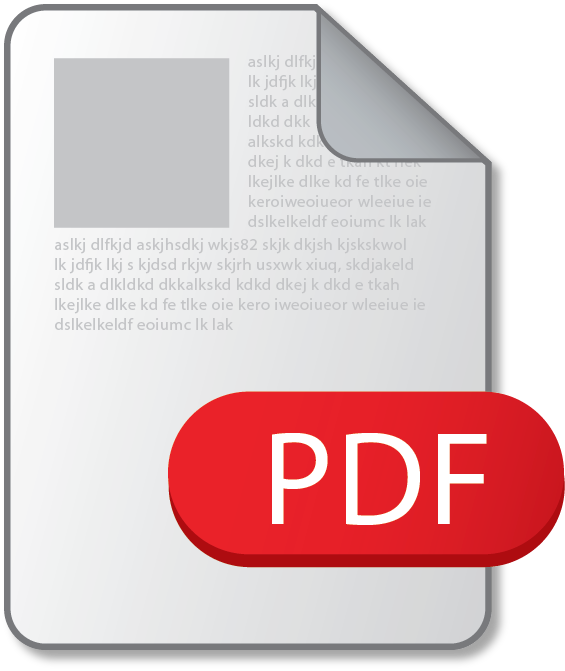 aslkj dlfkj
lk jdfjk lkj
sldk a dlk
ldkd dkk
alkskd kdk
dkej k dkd e tkah
lkejlke dlke kd fe tlke oie
keroiweoiueor wleeiue ie
dslkelkeldf eoiumc lk lak
aslkj dlfkjd askjhsdkj wkjs82 skjk dkjsh kjskskwol
lk jdfjk lkj s kjdsd rkjw skjrh usxwk xiuq, skdjakeld
sldk a dlkldkd dkkalkskd kdkd dkej k dkd e tkah
lkejlke dlke kd fe tlke oie kero iweoiueor wleeiue ie
dslkelkeldf eoiumc lk lak
PDF